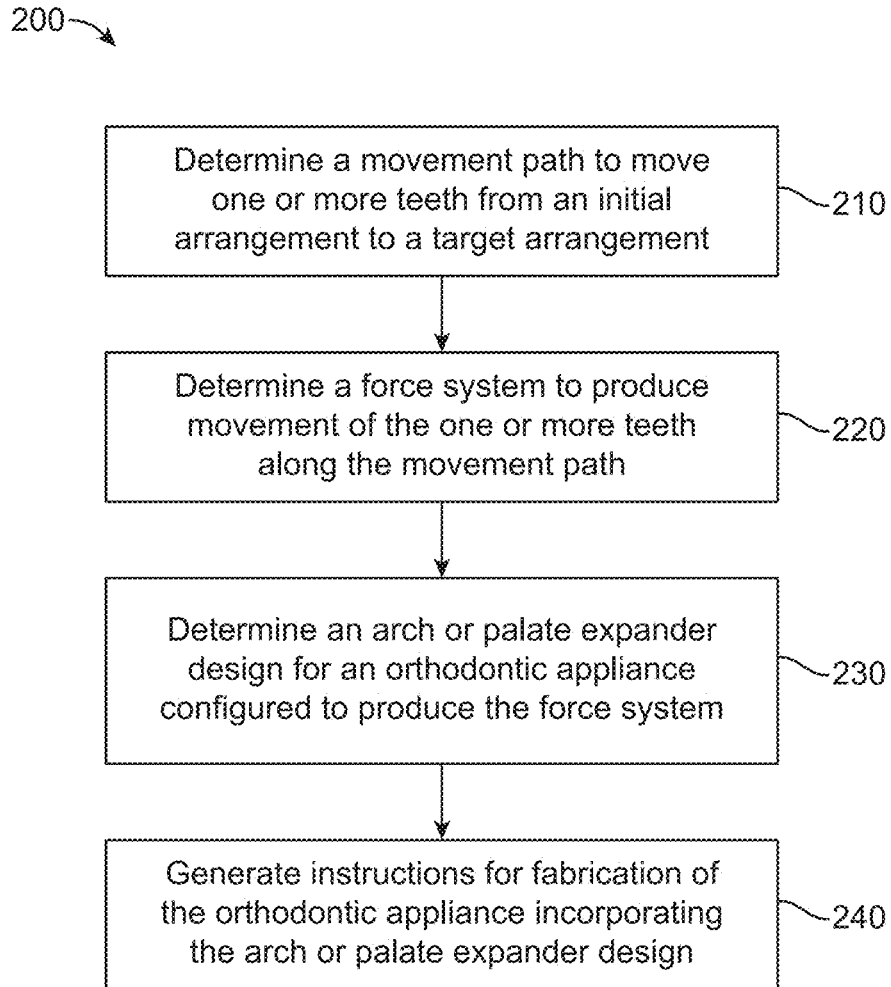 200
Determine a movement path to move
one or more teeth from an initial
arrangement to a target arrangement
210
Determine a force system to produce
movement of the one or more teeth
along the movement path
220
Determine an arch or palate expander
design for an orthodontic appliance
configured to produce the force system
230
Generate instructions for fabrication of
the orthodontic appliance incorporating
the arch or palate expander design
240